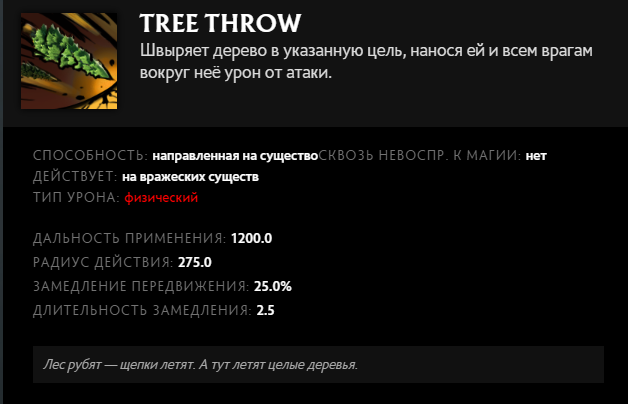 TREE THROW
Швыряет дерево в указанную цель, нанося ей и всем врагам
вокруг неё урон от атаки.
СПОСОБНОСТЬ: направленная на существоСКВОЗЬ НЕВОСПР. К МАГИИ: нет
ДЕЙСТВУЕТ: на вражеских существ
ТИП УРОНА: физический
ДАЛЬНОСТЬ ПРИМЕНЕНИЯ: 1200.0
РАДИУС ДЕЙСТВИЯ: 275.0
ЗАМЕДЛЕНИЕ ПЕРЕДВИЖЕНИЯ: 25.0%
ДЛИТЕЛЬНОСТЬ ЗАМЕДЛЕНИЯ: 2.5
Лес рубят — щепки летят. А тут летят целые деревья.